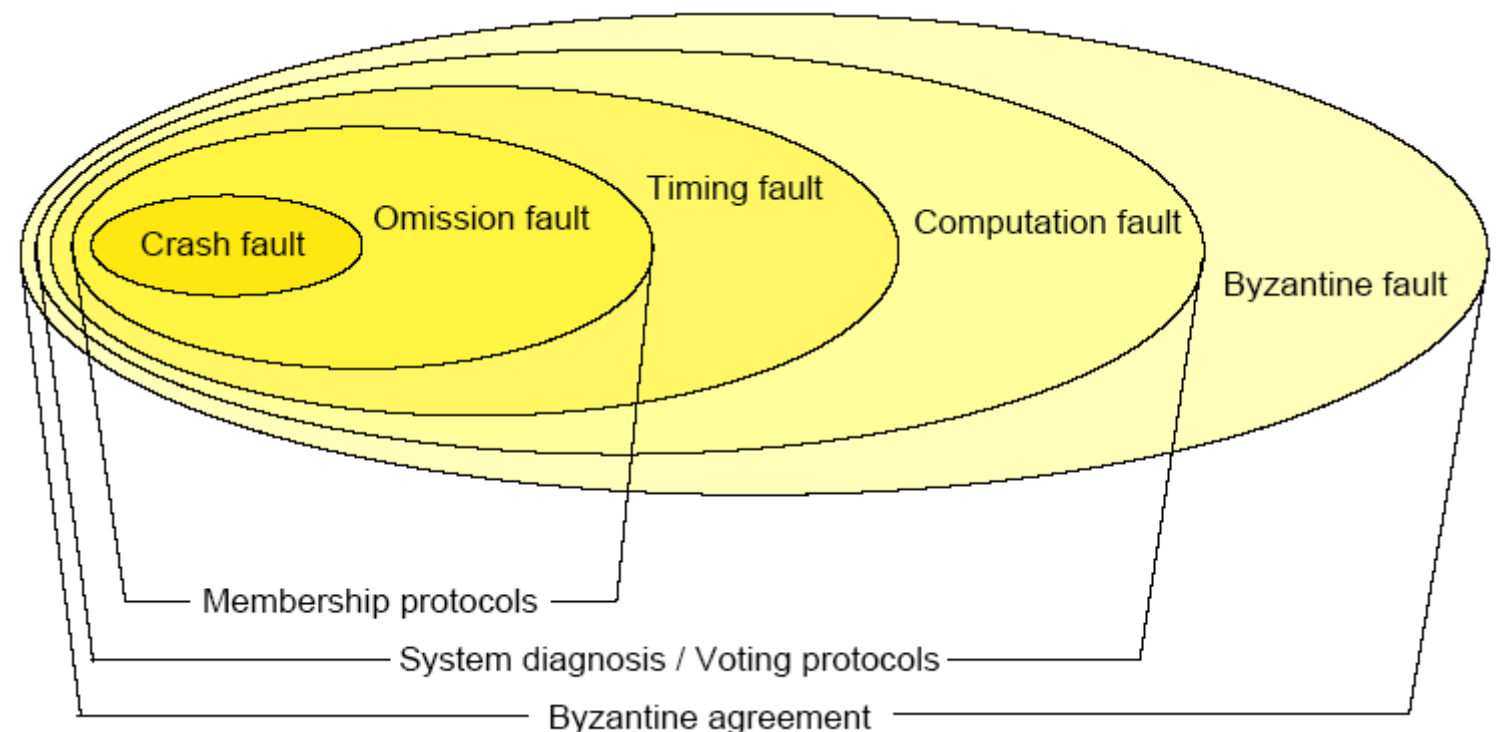 Timing fault
Omission fault
Computation fault
Crash fault
Byzantine fault
Membership protocols
System diagnosis / Voting protocols
Byzantine agreement